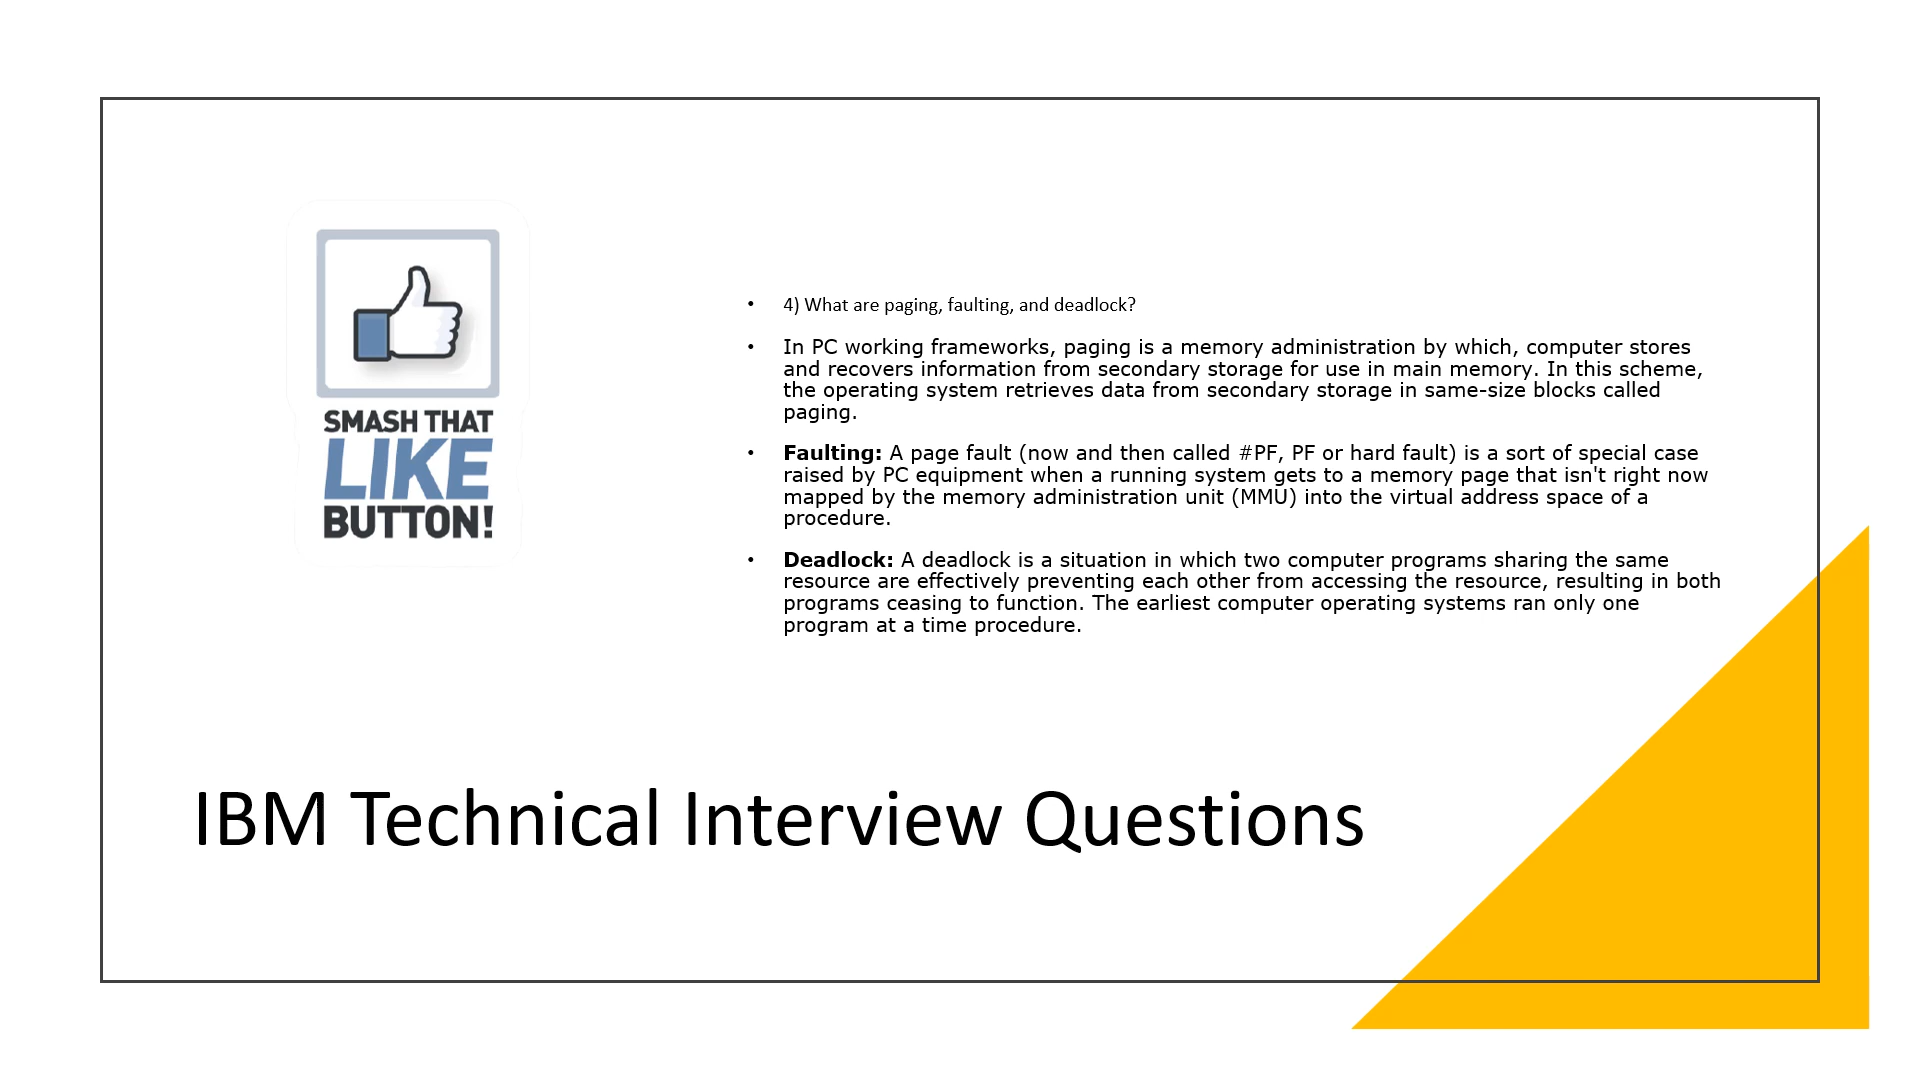 SMASH THAT
LIKE
BUTTON!
• 4) What are paging, faulting, and deadlock?
• In PC working frameworks, paging is a memory administration by which, computer stores
and recovers information from secondary storage for use in main memory. In this scheme,
the operating system retrieves data from secondary storage in same-size blocks called
paging.
• Faulting: A page fault (now and then called #PF, PF or hard fault) is a sort of special case
raised by PC equipment when a running system gets to a memory page that isn't right now
mapped by the memory administration unit (MMU) into the virtual address space of a
procedure.
• Deadlock: A deadlock is a situation in which two computer programs sharing the same
resource are effectively preventing each other from accessing the resource, resulting in both
programs ceasing to function. The earliest computer operating systems ran only one
program at a time procedure.
IBM Technical Interview Questions